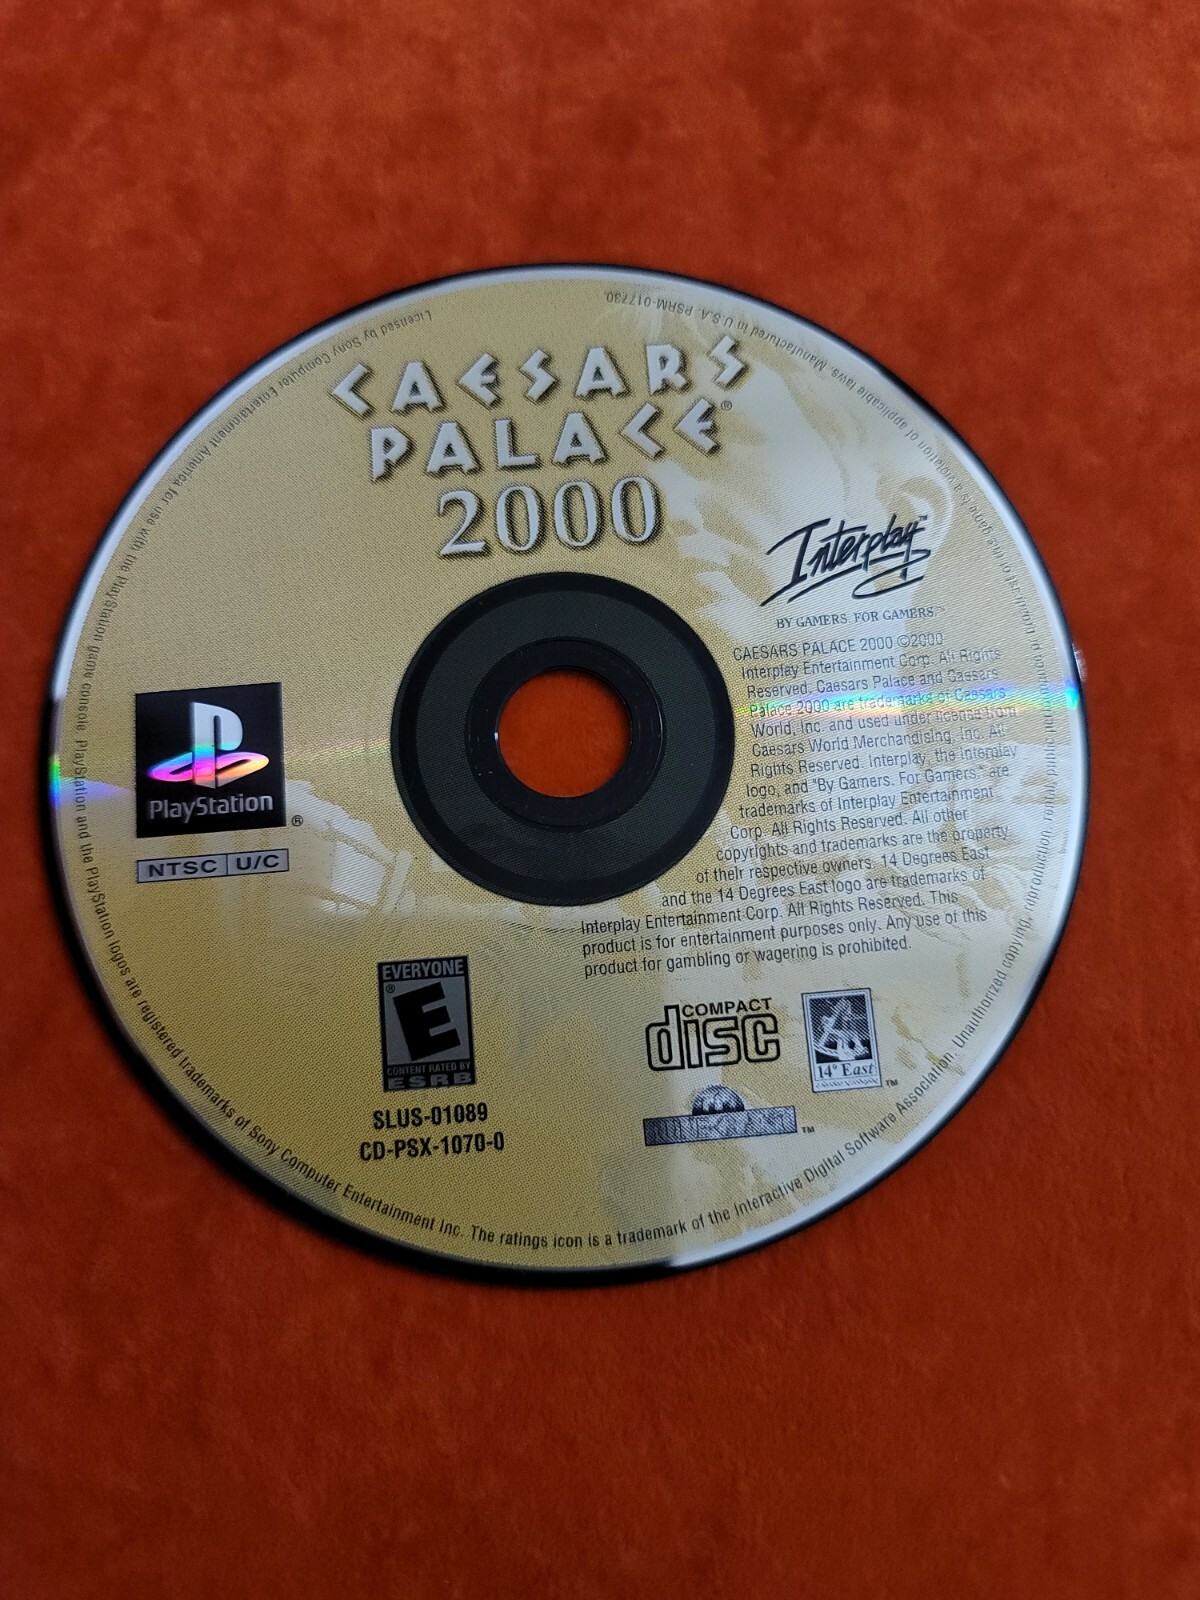 CAESARS
PALACE®
2000
Interplay™
BY GAMERS. FOR GAMERS.™
CAESARS PALACE 2000 ©2000
Interplay Entertainment Corp. All Rights
Reserved. Caesars Palace and Caesars
Palace 2000 are trademarks of Caesars
World, Inc. and used under license from
Caesars World Merchandising, Inc. All
Rights Reserved. Interplay, the Interplay
logo, and "By Gamers. For Gamers." are
trademarks of Interplay Entertainment
Corp. All Rights Reserved. All other
copyrights and trademarks are the property
of their respective owners. 14 Degrees East
and the 14 Degrees East logo are trademarks of
Interplay Entertainment Corp. All Rights Reserved. This
product is for entertainment purposes only. Any use of this
product for gambling or wagering is prohibited.
PlayStation
®
NTSC U/C
EVERYONE
®
E
CONTENT RATED BY
ESRB
SLUS-01089
CD-PSX-1070-0
COMPACT
disc
14° East
™
™
Licensed by Sony Computer Entertainment America for use with the PlayStation game console. PlayStation and the PlayStation logos are registered trademarks of Sony Computer Entertainment Inc. The ratings icon is a trademark of the Interactive Digital Software Association. Unauthorized copying, reproduction, rental, public performance or broadcast of this game is a violation of applicable laws. Manufactured in U.S.A. PSRM-017730.